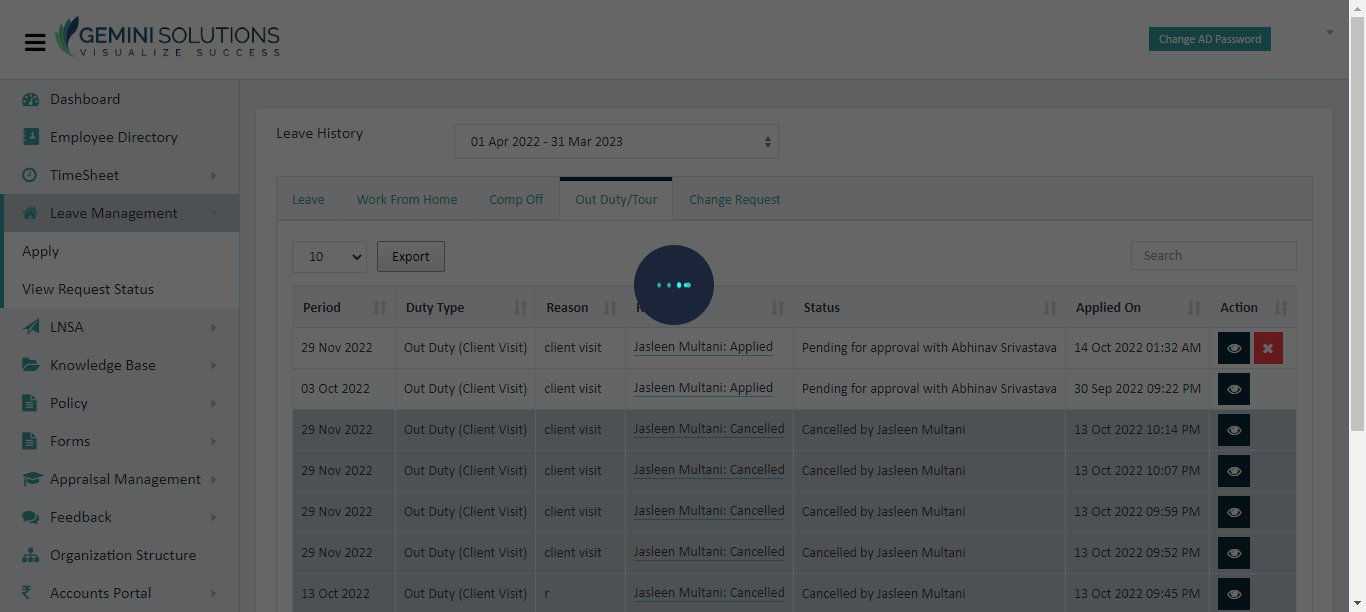 GEMINI SOLUTIONS
VISUALIZE SUCCESS
Change AD Password
Dashboard
Employee Directory
TimeSheet
Leave Management
Apply
View Request Status
LNSA
Knowledge Base
Policy
Forms
Appraisal Management
Feedback
Organization Structure
Accounts Portal
Leave History
01 Apr 2022 - 31 Mar 2023
Leave Work From Home Comp Off Out Duty/Tour Change Request
10 Export Search
Period Duty Type Reason Status Applied On Action
29 Nov 2022 Out Duty (Client Visit) client visit Jasleen Multani: Applied Pending for approval with Abhinav Srivastava 14 Oct 2022 01:32 AM
03 Oct 2022 Out Duty (Client Visit) client visit Jasleen Multani: Applied Pending for approval with Abhinav Srivastava 30 Sep 2022 09:22 PM
29 Nov 2022 Out Duty (Client Visit) client visit Jasleen Multani: Cancelled Cancelled by Jasleen Multani 13 Oct 2022 10:14 PM
29 Nov 2022 Out Duty (Client Visit) client visit Jasleen Multani: Cancelled Cancelled by Jasleen Multani 13 Oct 2022 10:07 PM
29 Nov 2022 Out Duty (Client Visit) client visit Jasleen Multani: Cancelled Cancelled by Jasleen Multani 13 Oct 2022 09:59 PM
29 Nov 2022 Out Duty (Client Visit) client visit Jasleen Multani: Cancelled Cancelled by Jasleen Multani 13 Oct 2022 09:52 PM
13 Oct 2022 Out Duty (Client Visit) r Jasleen Multani: Cancelled Cancelled by Jasleen Multani 13 Oct 2022 09:45 PM